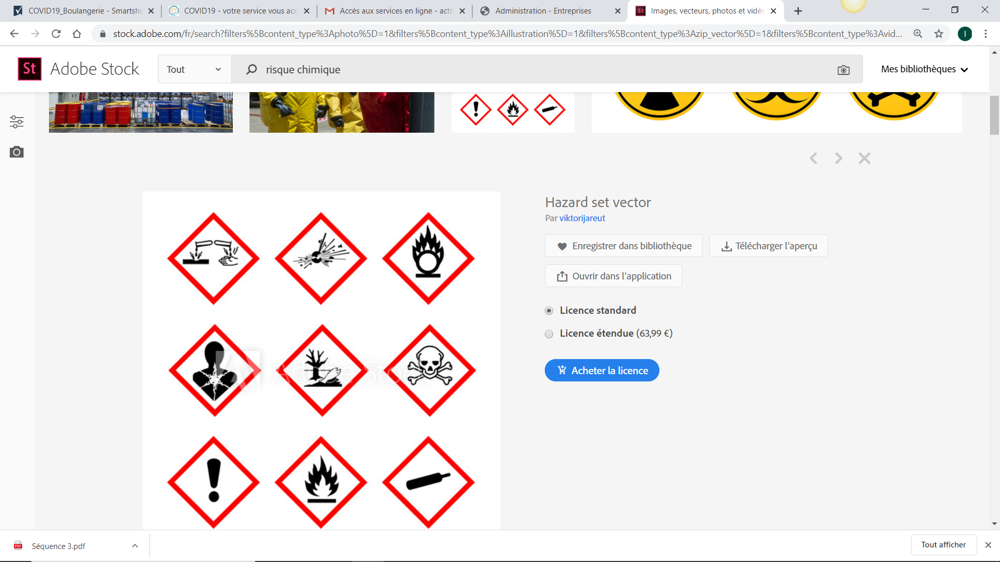 COVID19_Boulangerie - Smartshe
COVID19 - votre service vous acc
Accès aux services en ligne - activ
Administration - Entreprises
St Images, vecteurs, photos et vidéo
stock.adobe.com/fr/search?filters%5Bcontent_type%3Aphoto%5D=1&filters%5Bcontent_type%3Aillustration%5D=1&filters%5Bcontent_type%3Azip_vector%5D=1&filters%5Bcontent_type%3Avid...
I
St Adobe Stock
Tout
risque chimique
Mes bibliothèques
Hazard set vector
Par viktorijareut
Enregistrer dans bibliothèque
Télécharger l'aperçu
Ouvrir dans l'application
Licence standard
Licence étendue (63,99 €)
Adobe Stock
Acheter la licence
PDF Séquence 3.pdf
Tout afficher